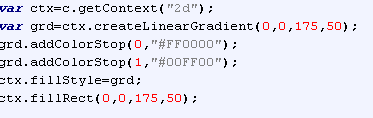 var ctx=c.getContext("2d");
var grd=ctx.createLinearGradient(0,0,175,50);
grd.addColorStop(0,"#FF0000");
grd.addColorStop(1,"#00FF00");
ctx.fillStyle=grd;
ctx.fillRect(0,0,175,50);